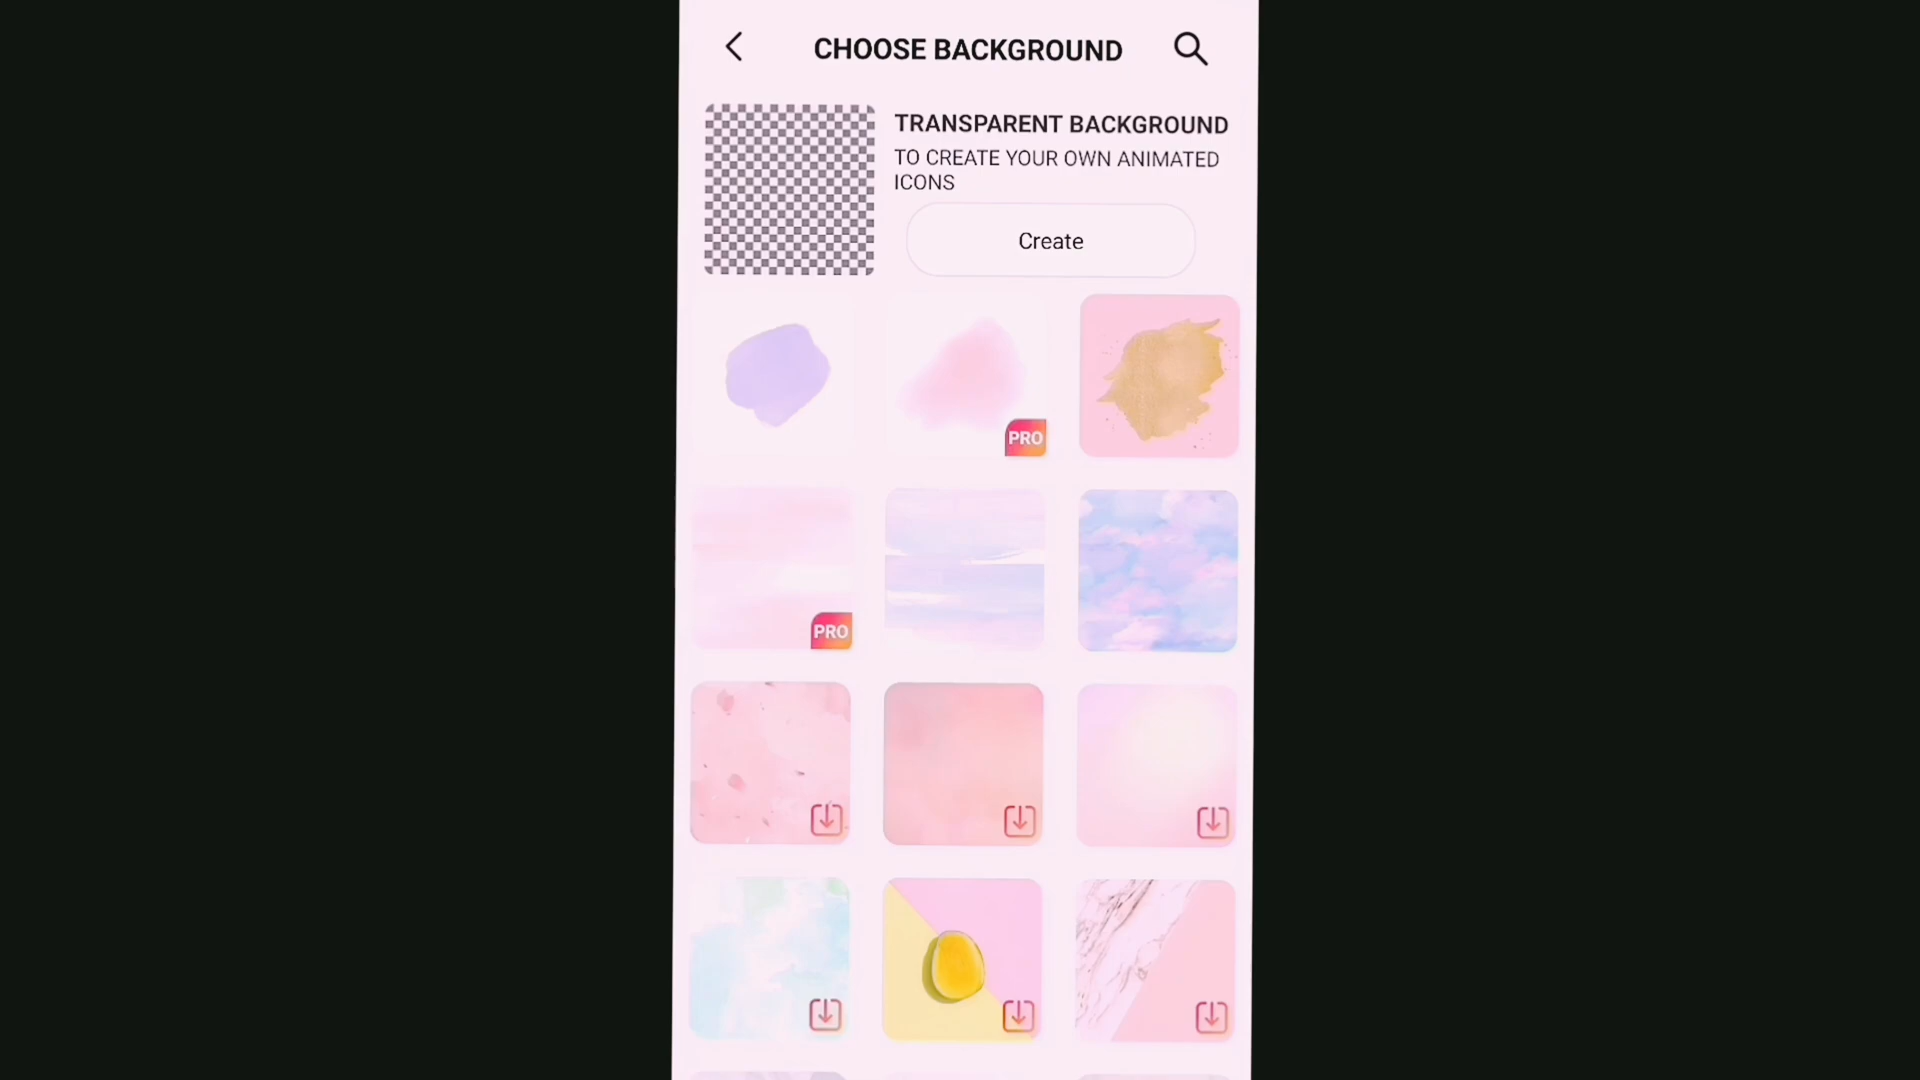 CHOOSE BACKGROUND
TRANSPARENT BACKGROUND
TO CREATE YOUR OWN ANIMATED
ICONS
Create
PRO
PRO